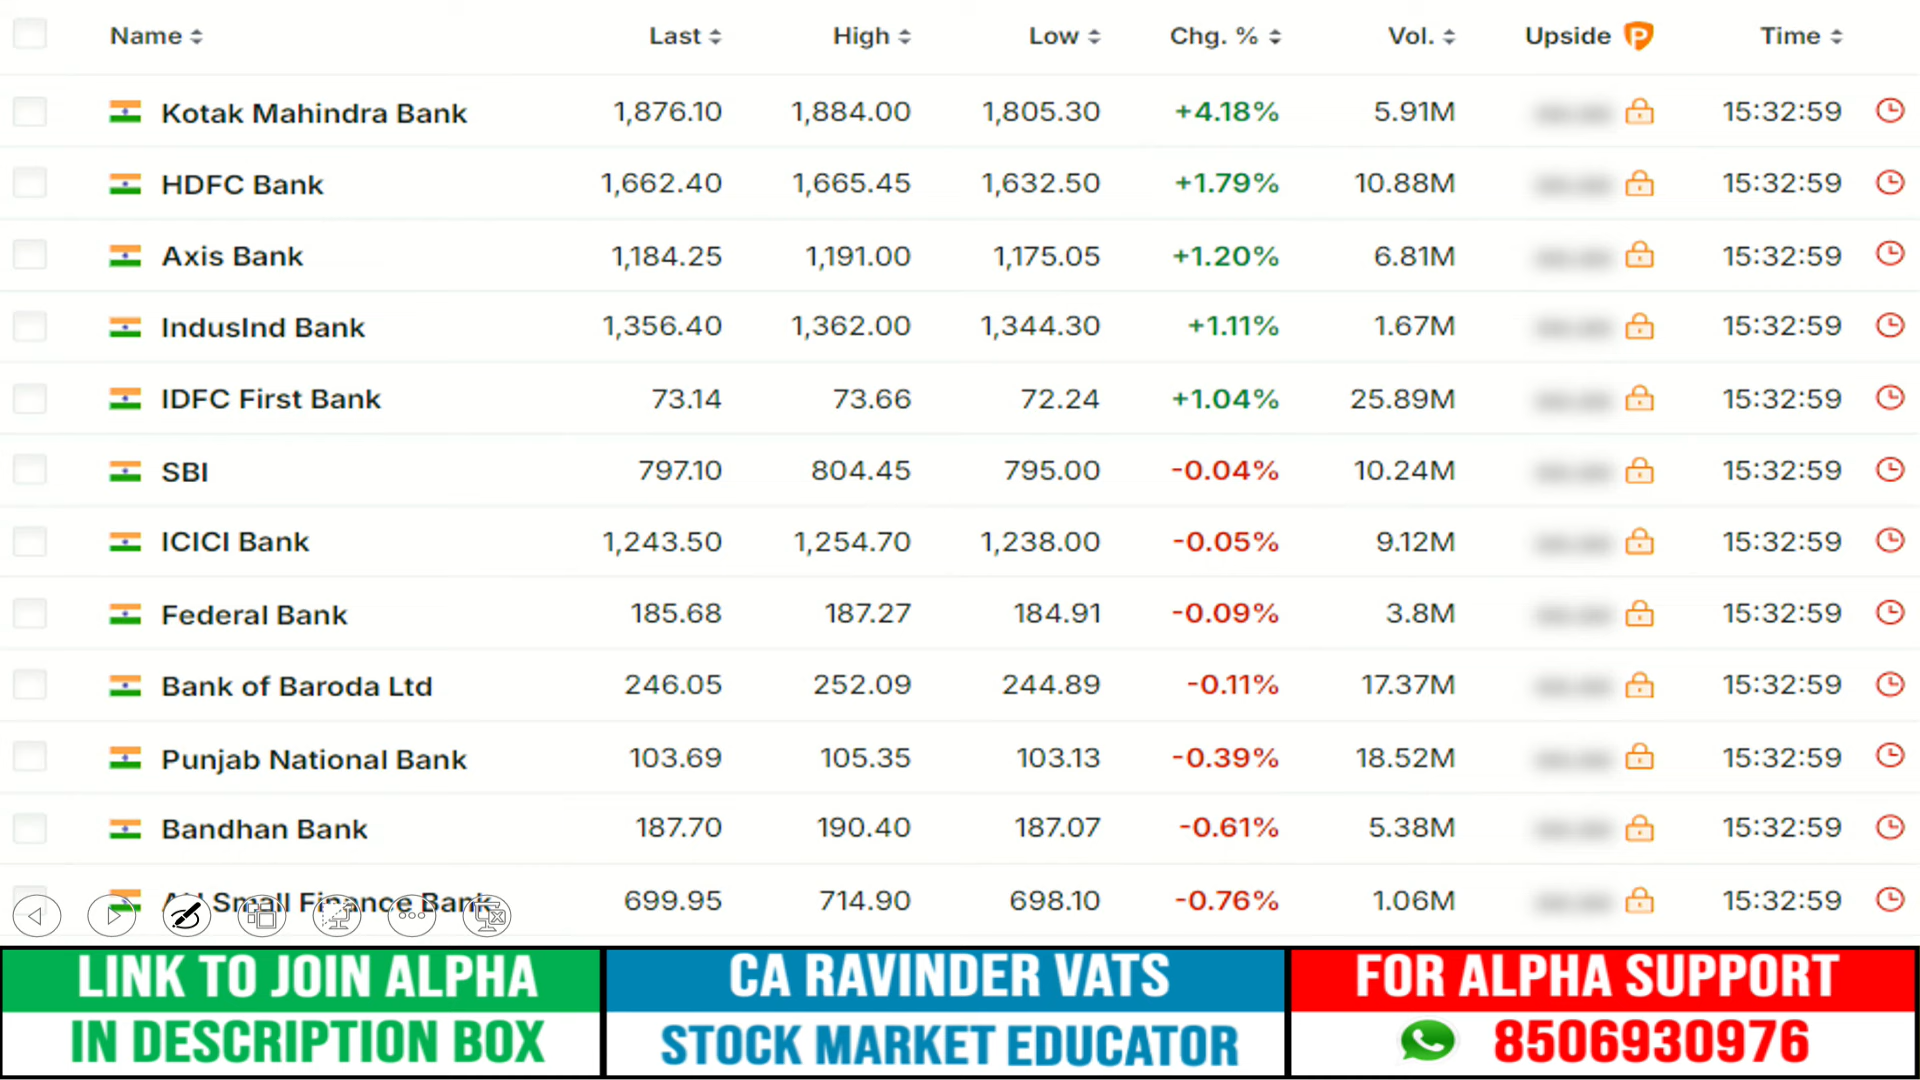 Name Last High Low Chg. % Vol. Upside P Time
Kotak Mahindra Bank 1,876.10 1,884.00 1,805.30 +4.18% 5.91M 15:32:59
HDFC Bank 1,662.40 1,665.45 1,632.50 +1.79% 10.88M 15:32:59
Axis Bank 1,184.25 1,191.00 1,175.05 +1.20% 6.81M 15:32:59
IndusInd Bank 1,356.40 1,362.00 1,344.30 +1.11% 1.67M 15:32:59
IDFC First Bank 73.14 73.66 72.24 +1.04% 25.89M 15:32:59
SBI 797.10 804.45 795.00 -0.04% 10.24M 15:32:59
ICICI Bank 1,243.50 1,254.70 1,238.00 -0.05% 9.12M 15:32:59
Federal Bank 185.68 187.27 184.91 -0.09% 3.8M 15:32:59
Bank of Baroda Ltd 246.05 252.09 244.89 -0.11% 17.37M 15:32:59
Punjab National Bank 103.69 105.35 103.13 -0.39% 18.52M 15:32:59
Bandhan Bank 187.70 190.40 187.07 -0.61% 5.38M 15:32:59
AU Small Finance Bank 699.95 714.90 698.10 -0.76% 1.06M 15:32:59
LINK TO JOIN ALPHA
IN DESCRIPTION BOX
CA RAVINDER VATS
STOCK MARKET EDUCATOR
FOR ALPHA SUPPORT
8506930976